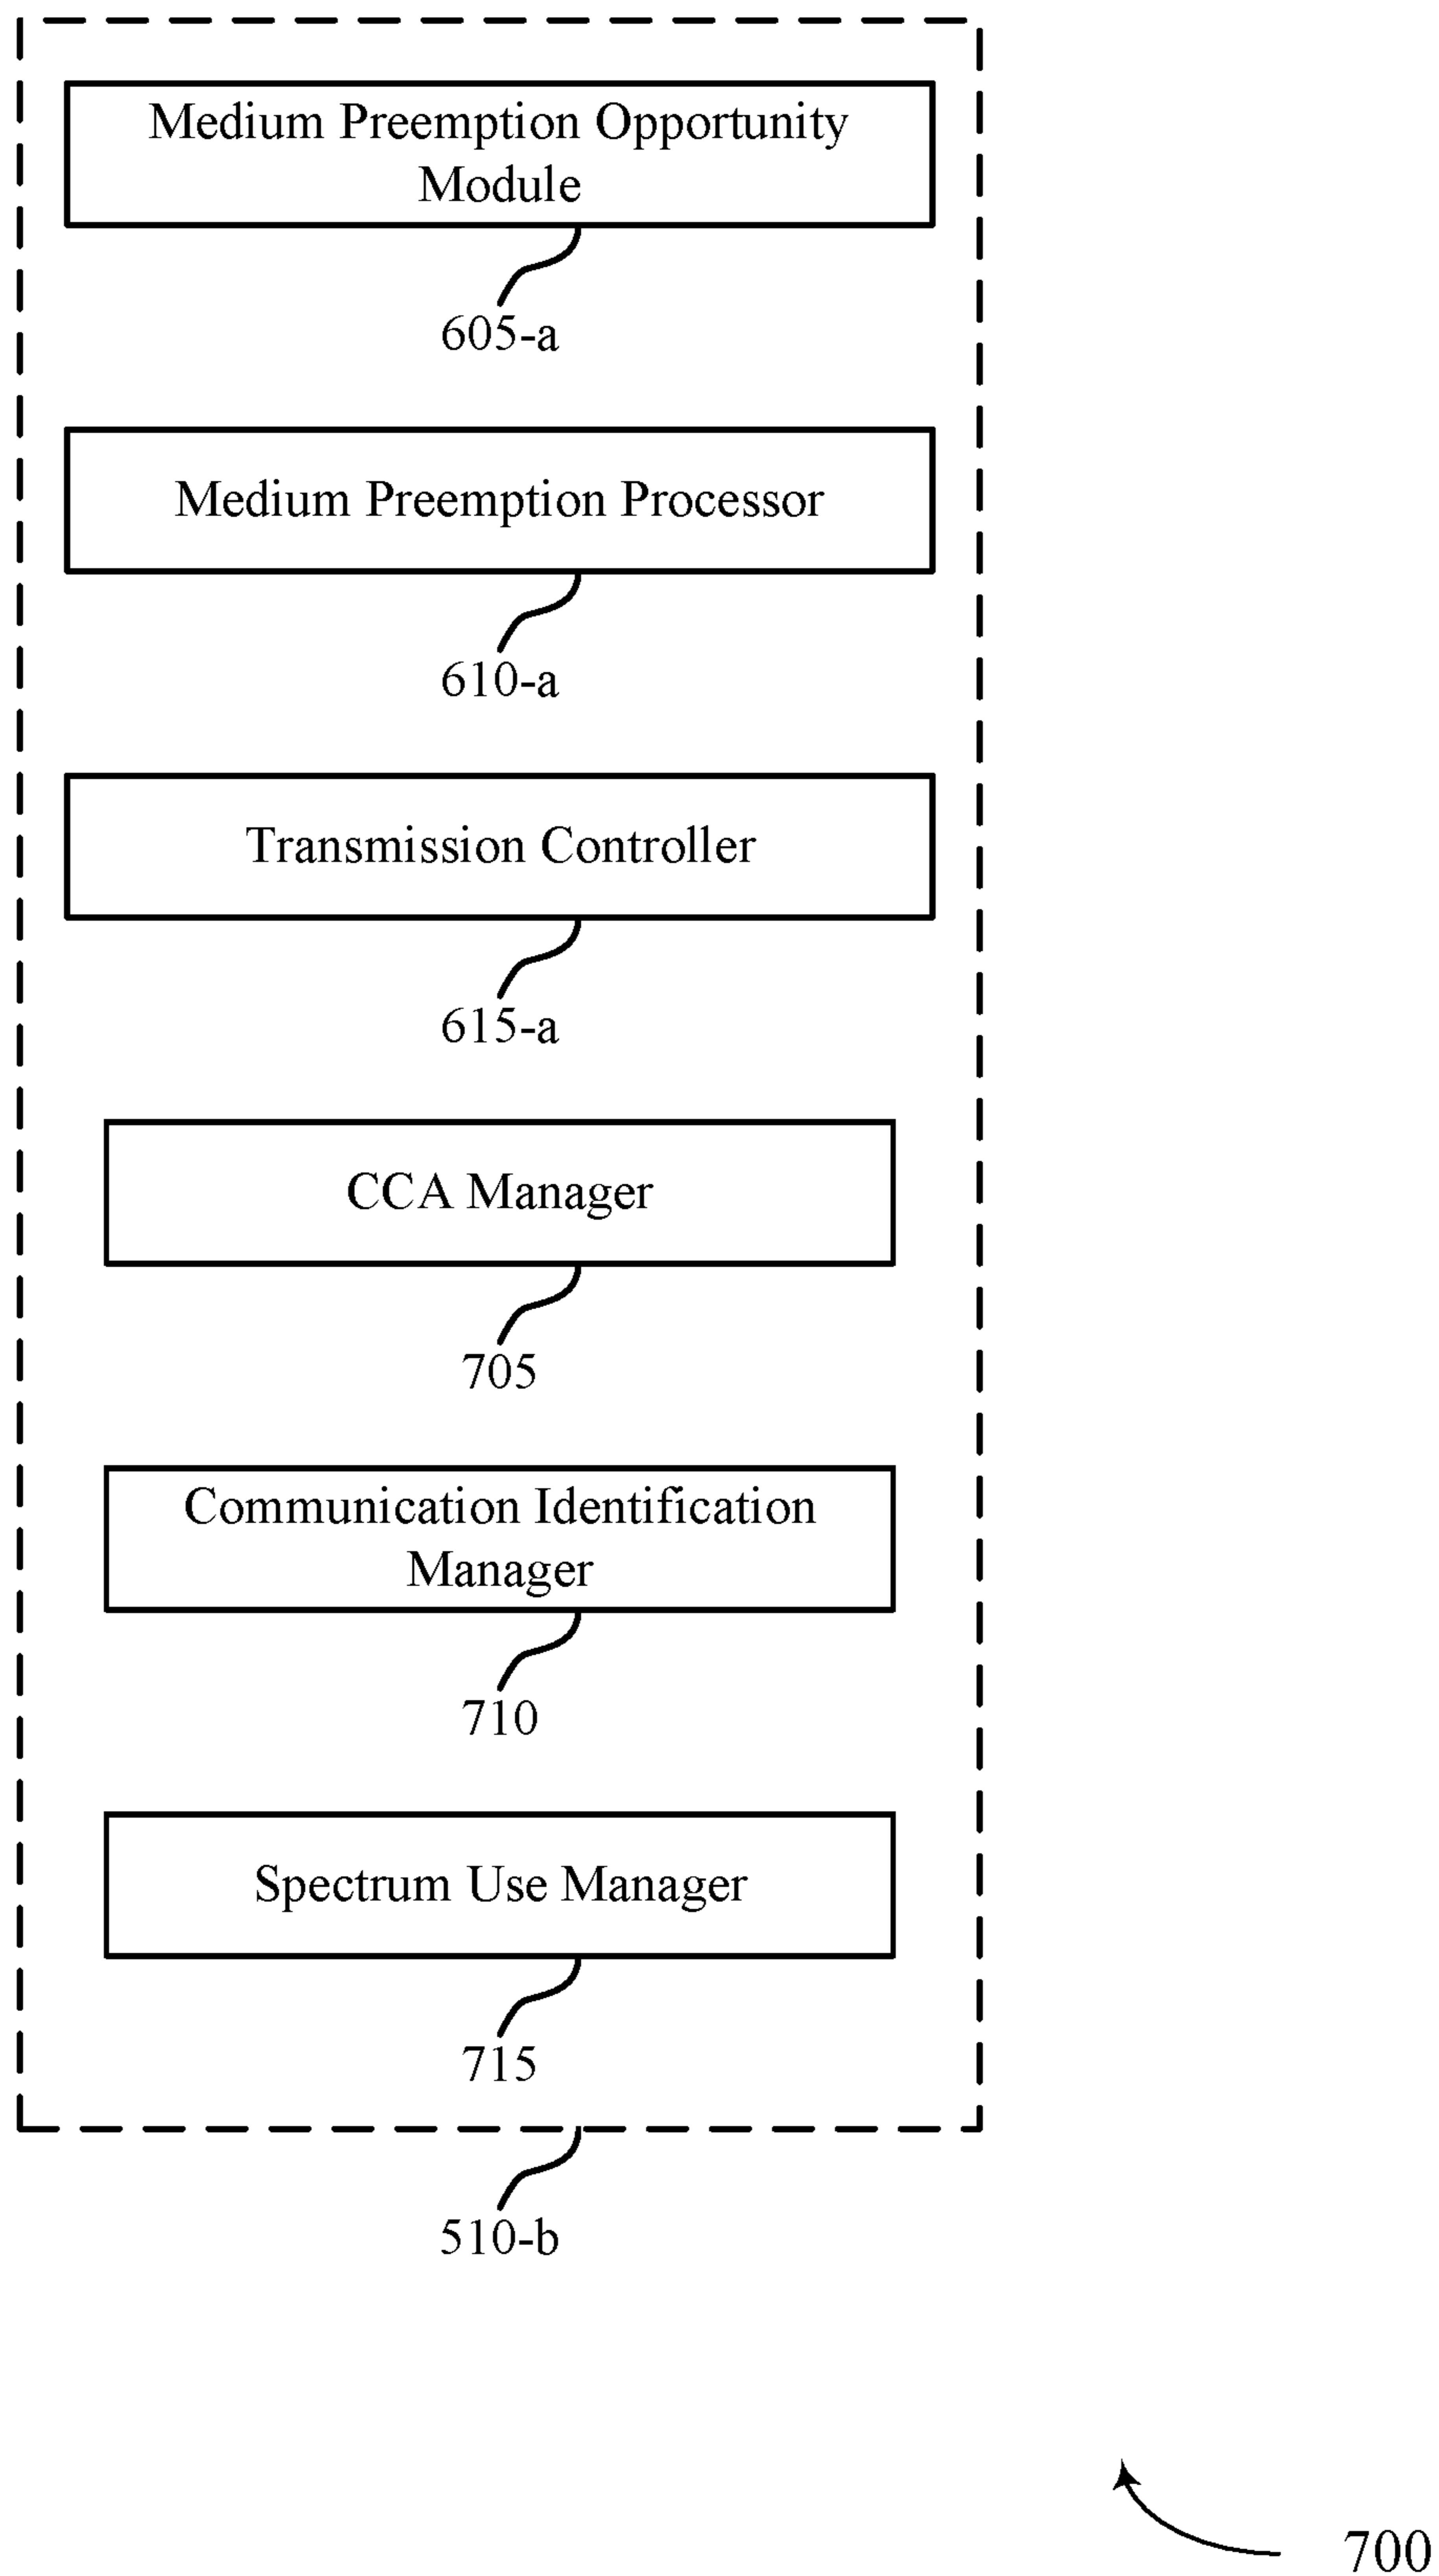 Medium Preemption Opportunity
Module
605-a
Medium Preemption Processor
610-a
Transmission Controller
615-a
CCA Manager
705
Communication Identification
Manager
710
Spectrum Use Manager
715
510-b
700